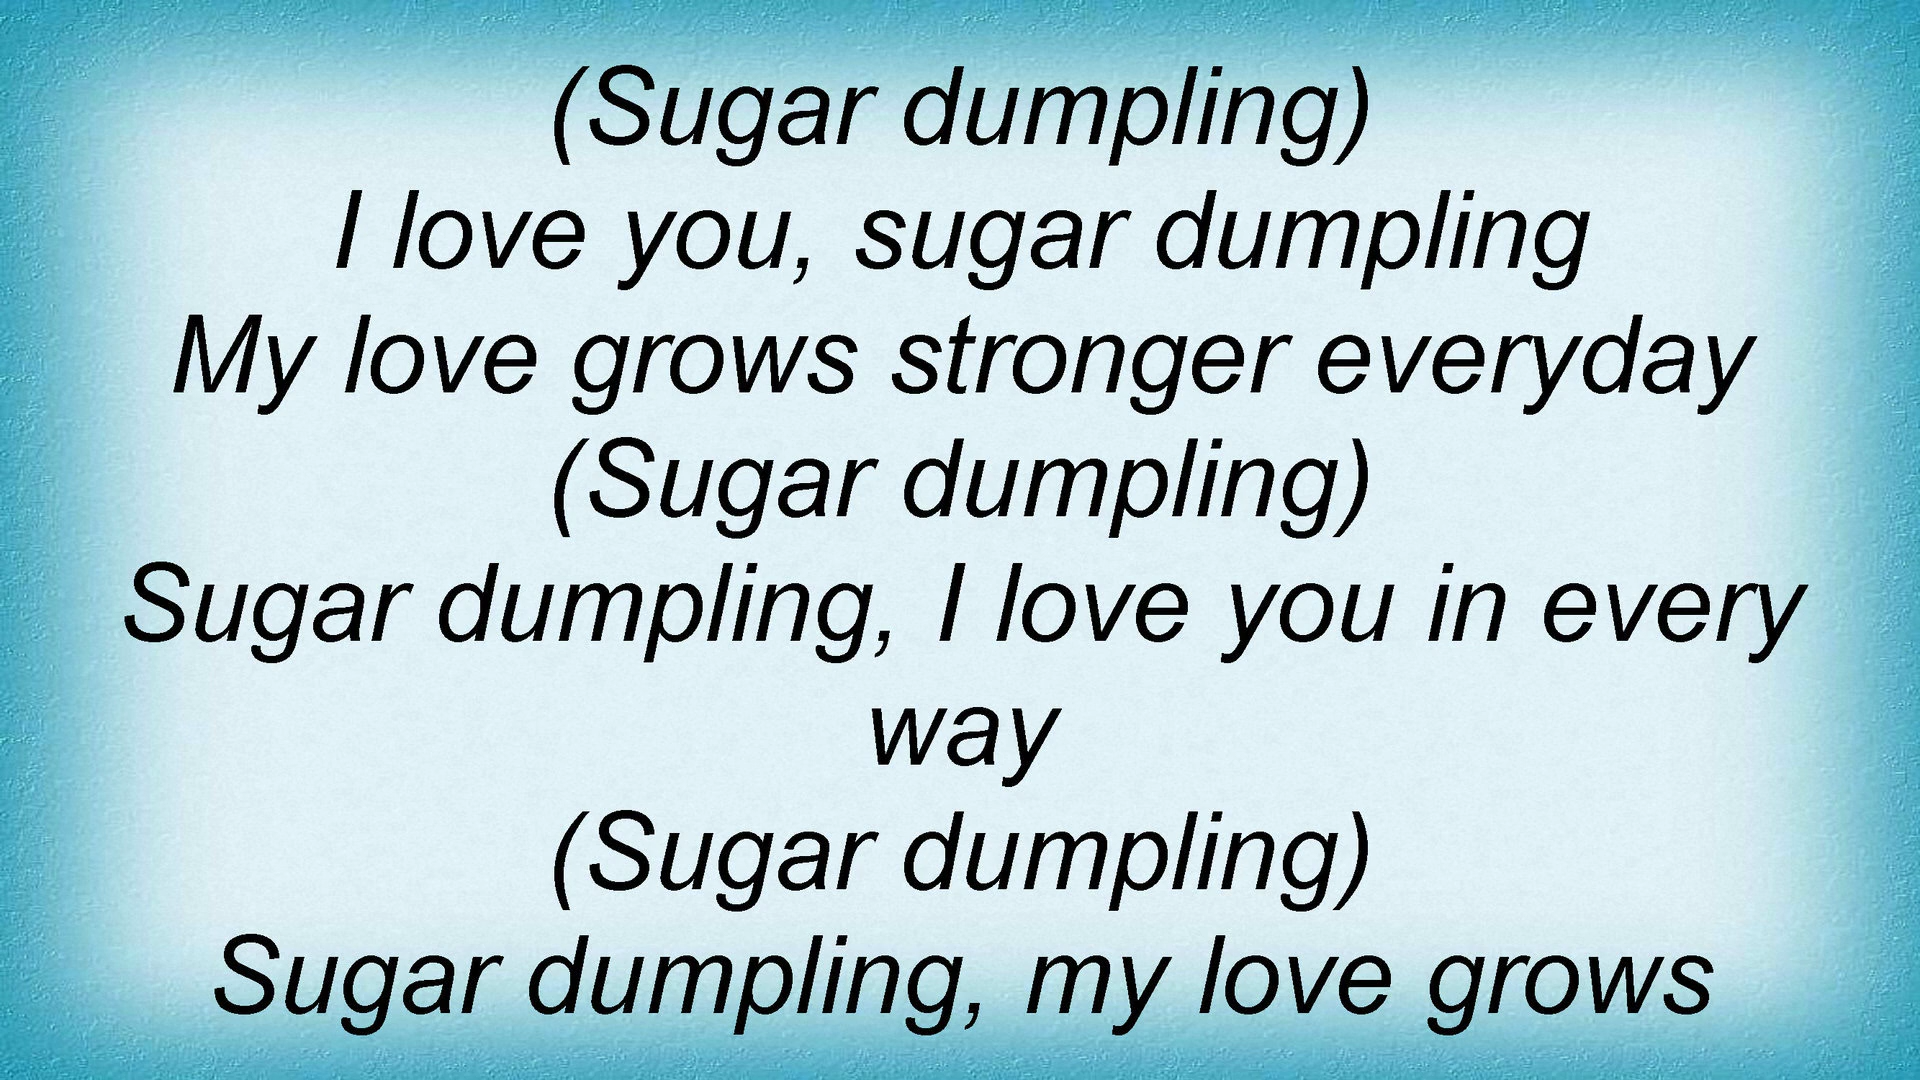 (Sugar dumpling)
I love you, sugar dumpling
My love grows stronger everyday
(Sugar dumpling)
Sugar dumpling, I love you in every
way
(Sugar dumpling)
Sugar dumpling, my love grows